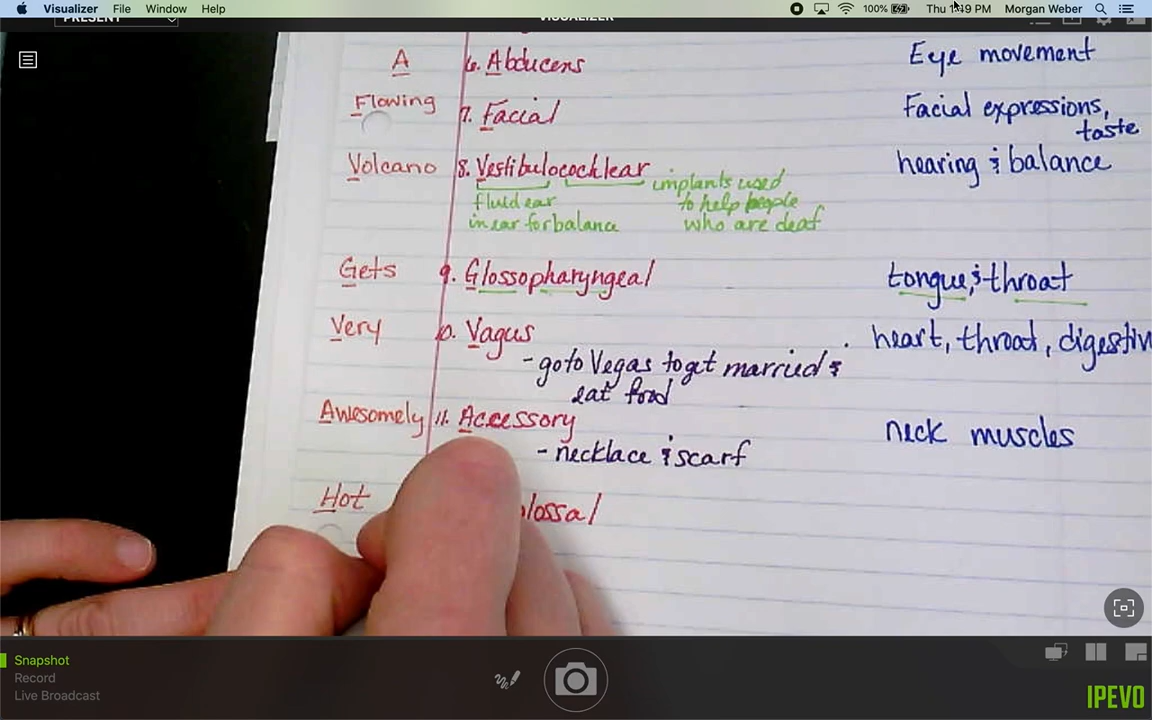 Visualizer File Window Help 100% Thu 1:49 PM Morgan Weber
PRESENT VISUALIZER
A 6. Abducens Eye movement
Flowing 7. Facial Facial expressions,
taste
Volcano 8. Vestibulocochlear hearing & balance
implants used
fluid ear to help people
in ear for balance who are deaf
Gets 9. Glossopharyngeal tongue, & throat
Very 10. Vagus heart, throat, digestiv
- go to Vegas to get married &
eat food
Awesomely 11. Accessory neck muscles
- necklace & scarf
Hot glossal
Snapshot
Record
Live Broadcast
IPEVO